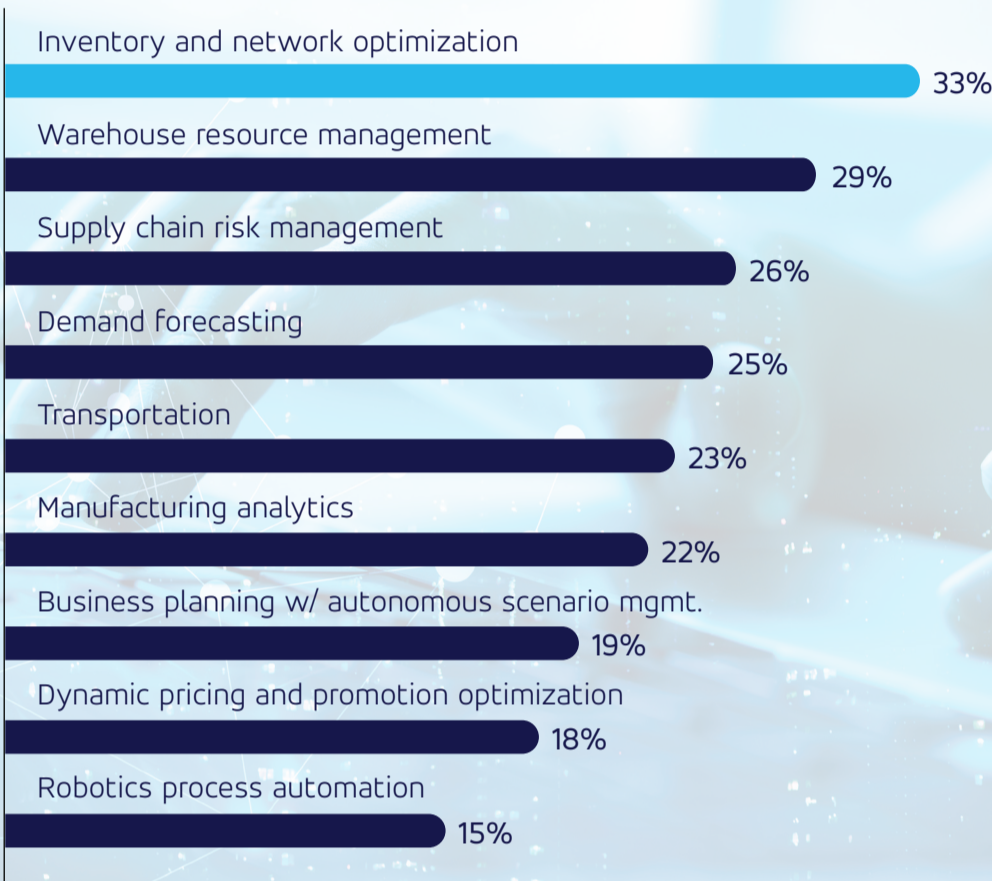 Inventory and network optimization
33%
Warehouse resource management
29%
Supply chain risk management
26%
Demand forecasting
25%
Transportation
23%
Manufacturing analytics
22%
Business planning w/ autonomous scenario mgmt.
19%
Dynamic pricing and promotion optimization
18%
Robotics process automation
15%